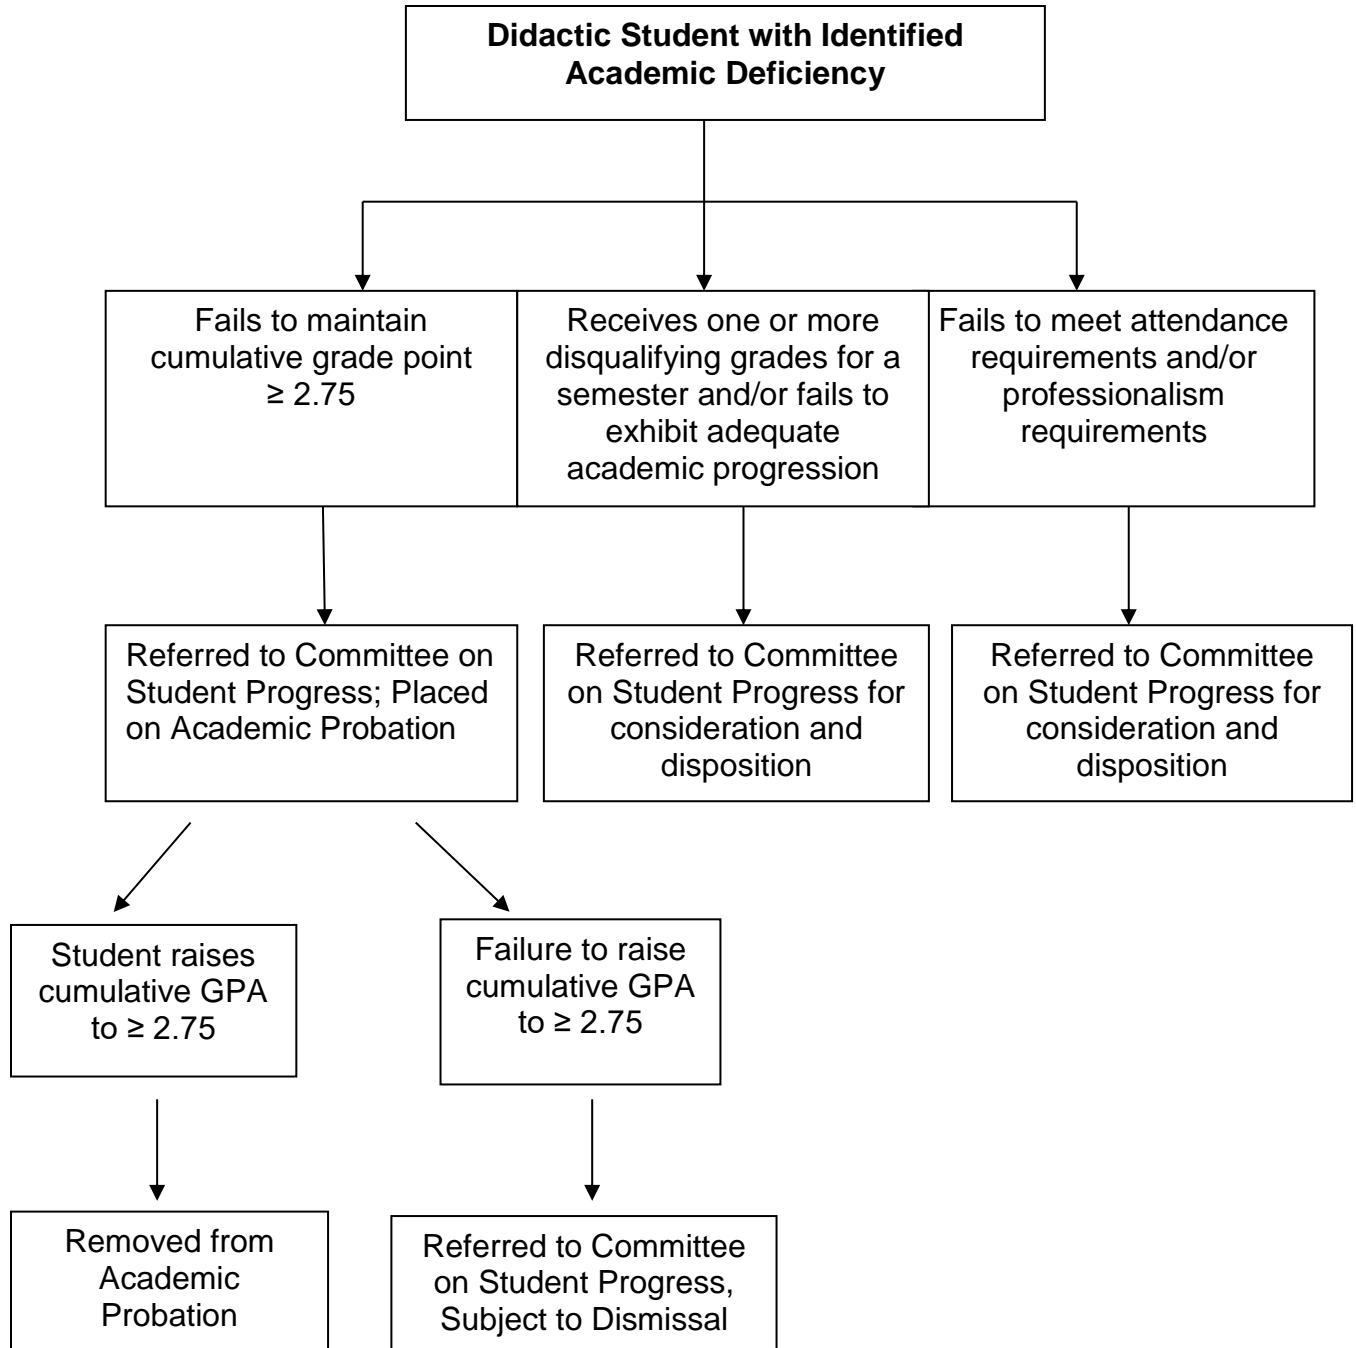 Didactic Student with Identified
Academic Deficiency
Fails to maintain
cumulative grade point
≥ 2.75
Receives one or more
disqualifying grades for a
semester and/or fails to
exhibit adequate
academic progression
Fails to meet attendance
requirements and/or
professionalism
requirements
Referred to Committee on
Student Progress; Placed
on Academic Probation
Referred to Committee
on Student Progress for
consideration and
disposition
Referred to Committee
on Student Progress for
consideration and
disposition
Student raises
cumulative GPA
to ≥ 2.75
Failure to raise
cumulative GPA
to ≥ 2.75
Removed from
Academic
Probation
Referred to Committee
on Student Progress,
Subject to Dismissal